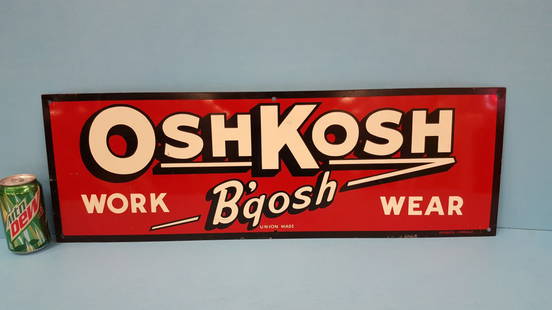 OSHKOSH
B'gosh
WORK WEAR
UNION MADE
Mtn
DEW